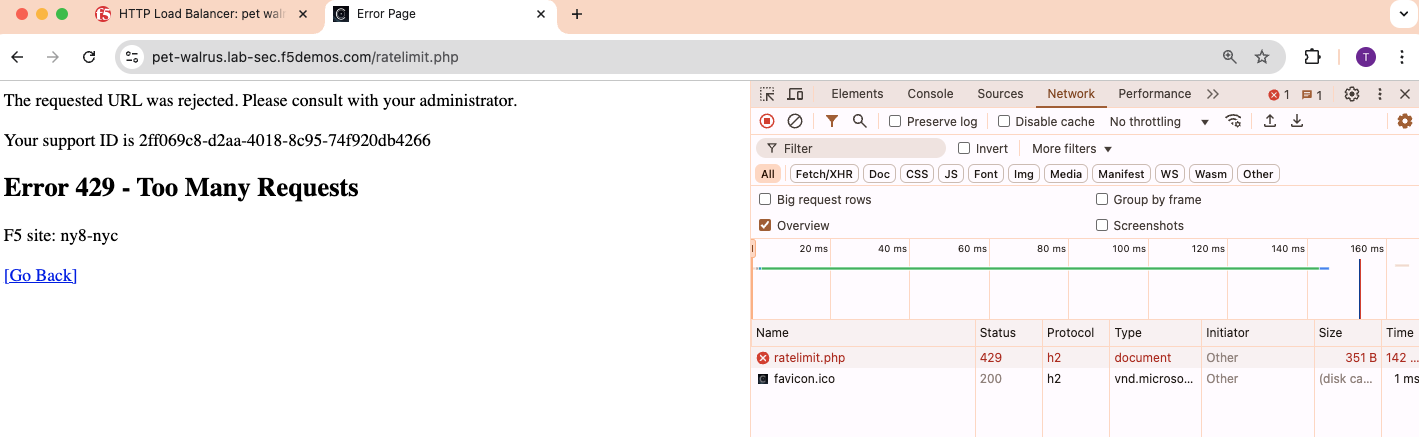 HTTP Load Balancer: pet walr
Error Page
pet-walrus.lab-sec.f5demos.com/ratelimit.php
T
The requested URL was rejected. Please consult with your administrator.
Your support ID is 2ff069c8-d2aa-4018-8c95-74f920db4266
Error 429 - Too Many Requests
F5 site: ny8-nyc
[Go Back]
Elements Console Sources Network Performance 1 1
Preserve log Disable cache No throttling
Filter Invert More filters
All Fetch/XHR Doc CSS JS Font Img Media Manifest WS Wasm Other
Big request rows Group by frame
Overview Screenshots
20 ms 40 ms 60 ms 80 ms 100 ms 120 ms 140 ms 160 ms
Name Status Protocol Type Initiator Size Time
ratelimit.php 429 h2 document Other 351 B 142 ...
favicon.ico 200 h2 vnd.microso... Other (disk ca... 1 ms